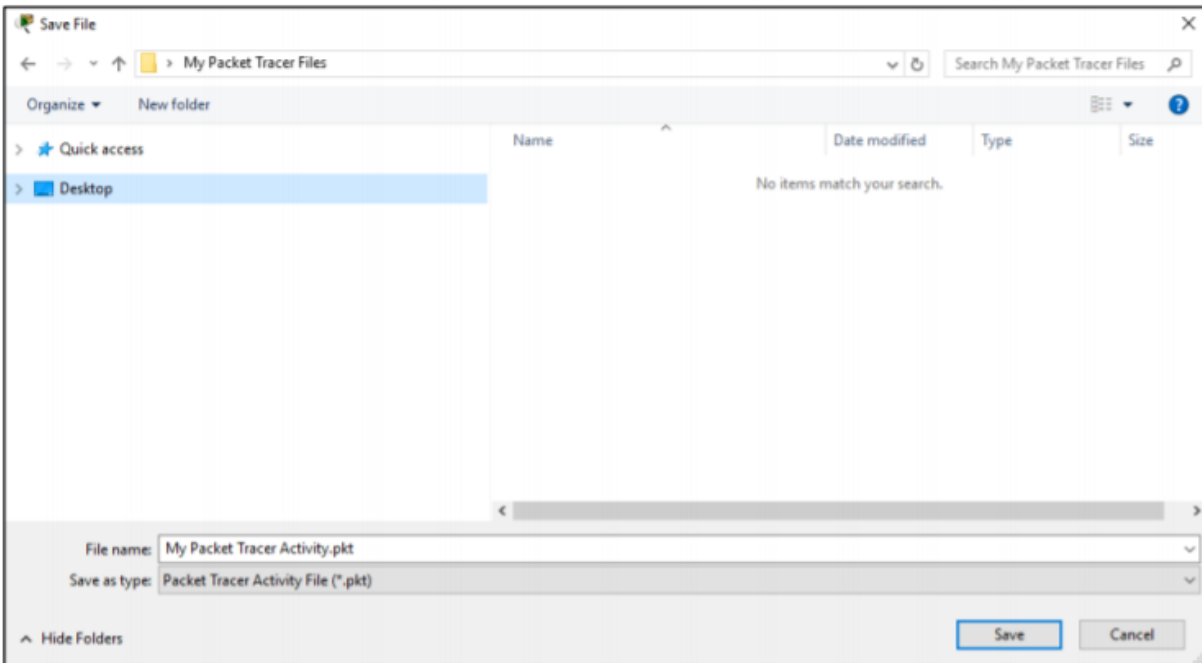 Save File
My Packet Tracer Files
Search My Packet Tracer Files
Organize
New folder
Quick access
Desktop
Name Date modified Type Size
No items match your search.
File name: My Packet Tracer Activity.pkt
Save as type: Packet Tracer Activity File (*.pkt)
Hide Folders
Save
Cancel